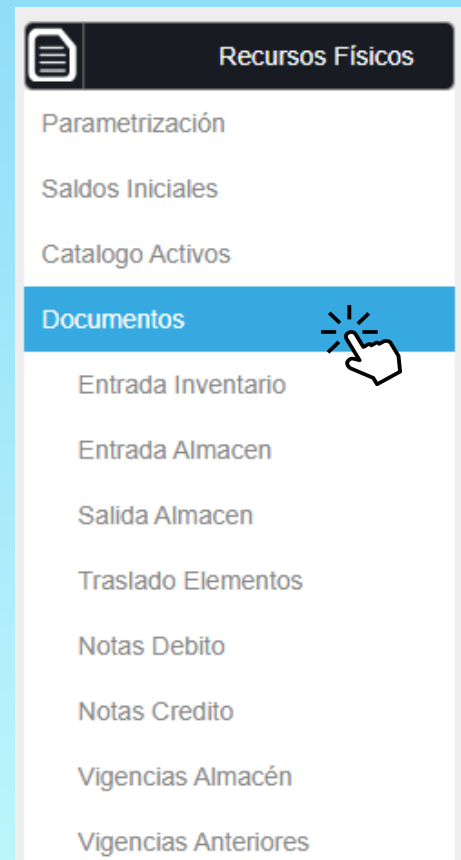 Recursos Físicos
Parametrización
Saldos Iniciales
Catalogo Activos
Documentos
Entrada Inventario
Entrada Almacen
Salida Almacen
Traslado Elementos
Notas Debito
Notas Credito
Vigencias Almacén
Vigencias Anteriores